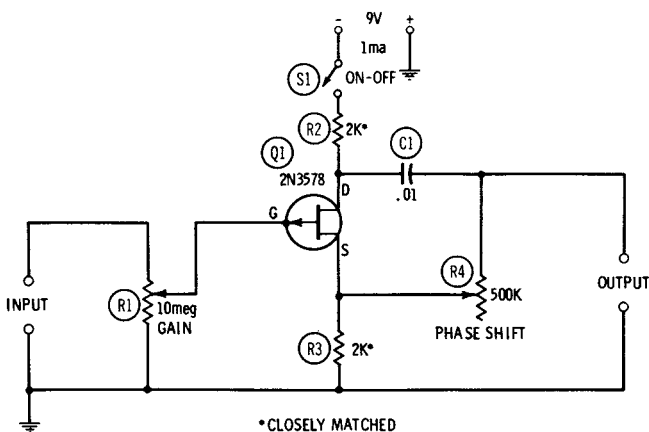 - 9V +
1ma
S1 ON-OFF
R2 2K*
Q1
C1
2N3578
.01
D
G
S
R4
500K
INPUT
R1
10meg
GAIN
OUTPUT
PHASE SHIFT
R3 2K*
*CLOSELY MATCHED